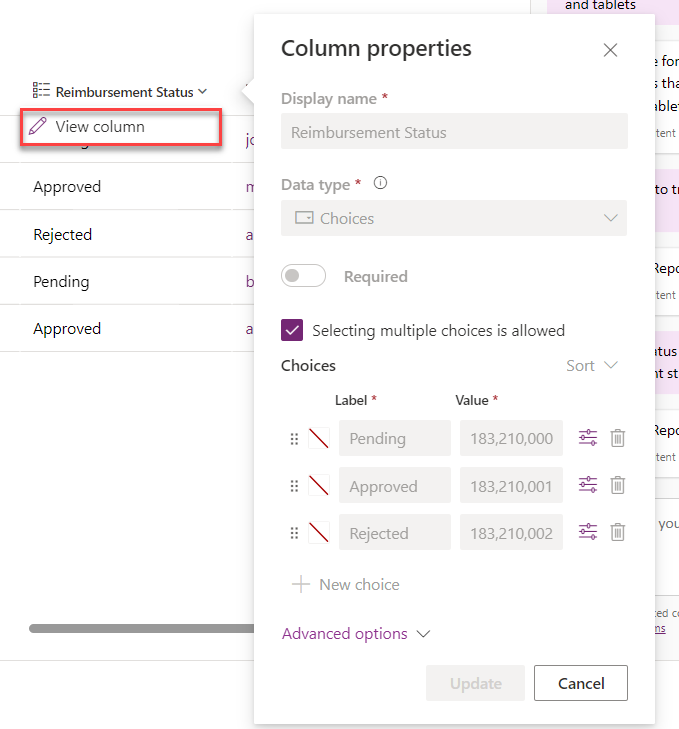 and tablets
Column properties
Reimbursement Status
View column
Approved
Rejected
Pending
Approved
Display name *
Reimbursement Status
Data type *
Choices
Required
Selecting multiple choices is allowed
Choices
Sort
Label * Value *
Pending 183,210,000
Approved 183,210,001
Rejected 183,210,002
New choice
Advanced options
Update Cancel